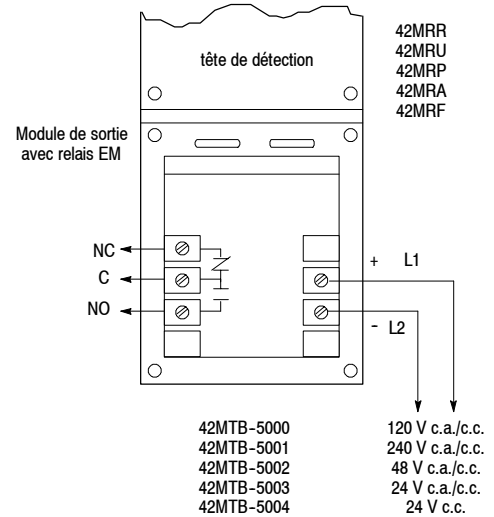 tête de détection
42MRR
42MRU
42MRP
42MRA
42MRF
Module de sortie
avec relais EM
NC
C
NO
+ L1
- L2
42MTB-5000 120 V c.a./c.c.
42MTB-5001 240 V c.a./c.c.
42MTB-5002 48 V c.a./c.c.
42MTB-5003 24 V c.a./c.c.
42MTB-5004 24 V c.c.